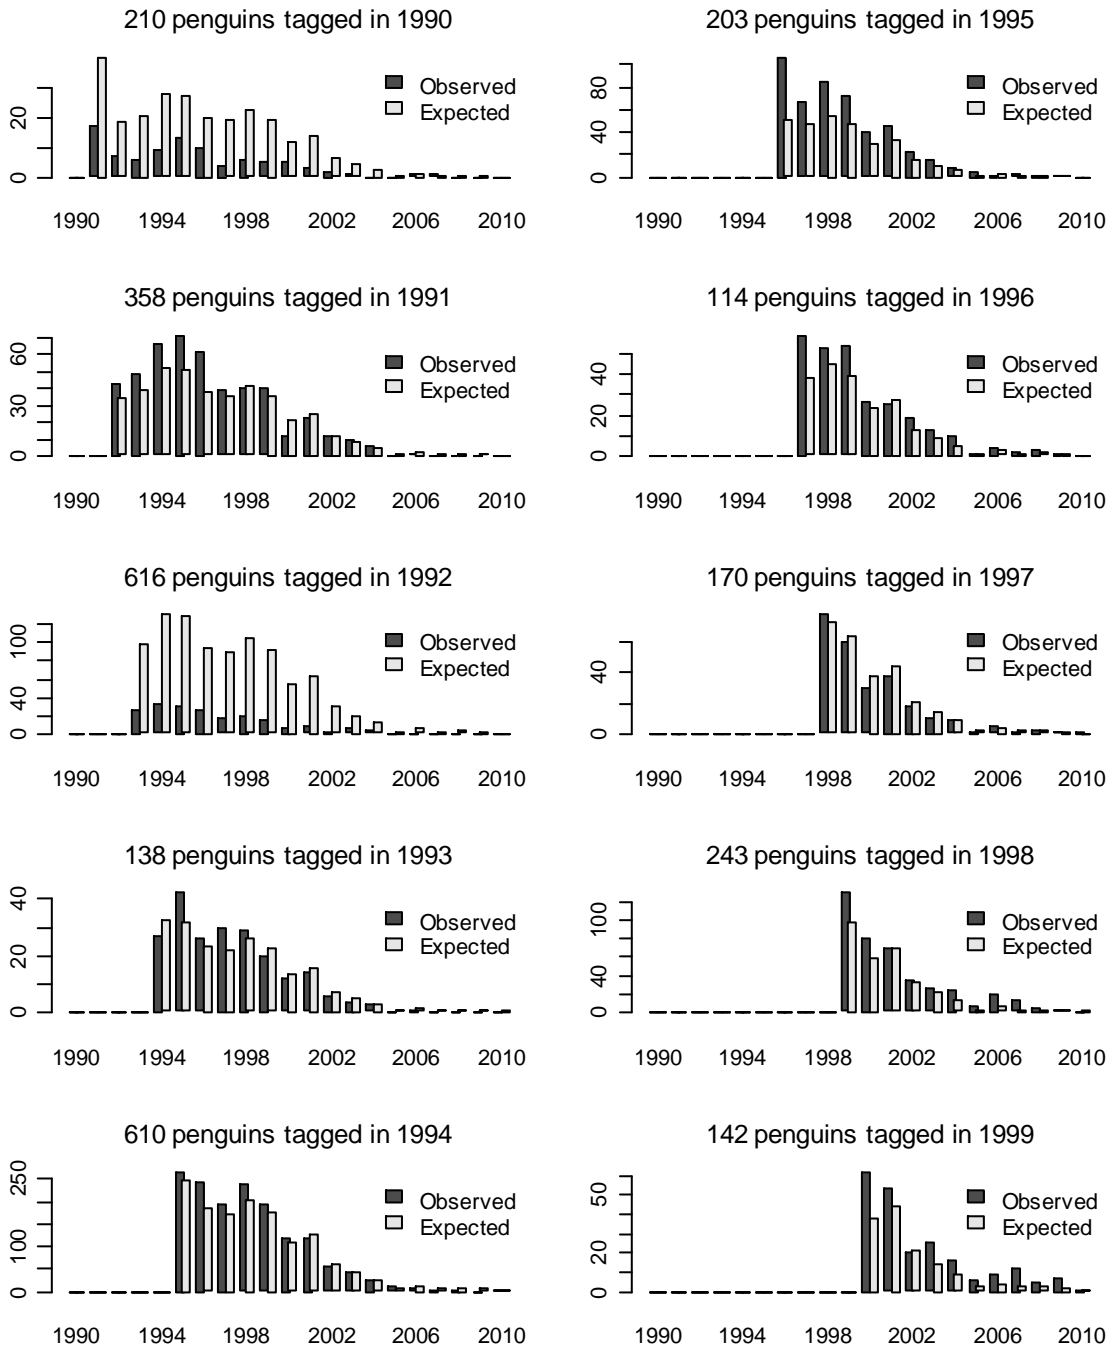 210 penguins tagged in 1990
Observed
Expected
0 20
1990 1994 1998 2002 2006 2010
203 penguins tagged in 1995
Observed
Expected
0 40 80
1990 1994 1998 2002 2006 2010
358 penguins tagged in 1991
Observed
Expected
0 30 60
1990 1994 1998 2002 2006 2010
114 penguins tagged in 1996
Observed
Expected
0 20 40
1990 1994 1998 2002 2006 2010
616 penguins tagged in 1992
Observed
Expected
0 40 100
1990 1994 1998 2002 2006 2010
170 penguins tagged in 1997
Observed
Expected
0 40
1990 1994 1998 2002 2006 2010
138 penguins tagged in 1993
Observed
Expected
0 20 40
1990 1994 1998 2002 2006 2010
243 penguins tagged in 1998
Observed
Expected
0 40 100
1990 1994 1998 2002 2006 2010
610 penguins tagged in 1994
Observed
Expected
0 100 250
1990 1994 1998 2002 2006 2010
142 penguins tagged in 1999
Observed
Expected
0 20 50
1990 1994 1998 2002 2006 2010